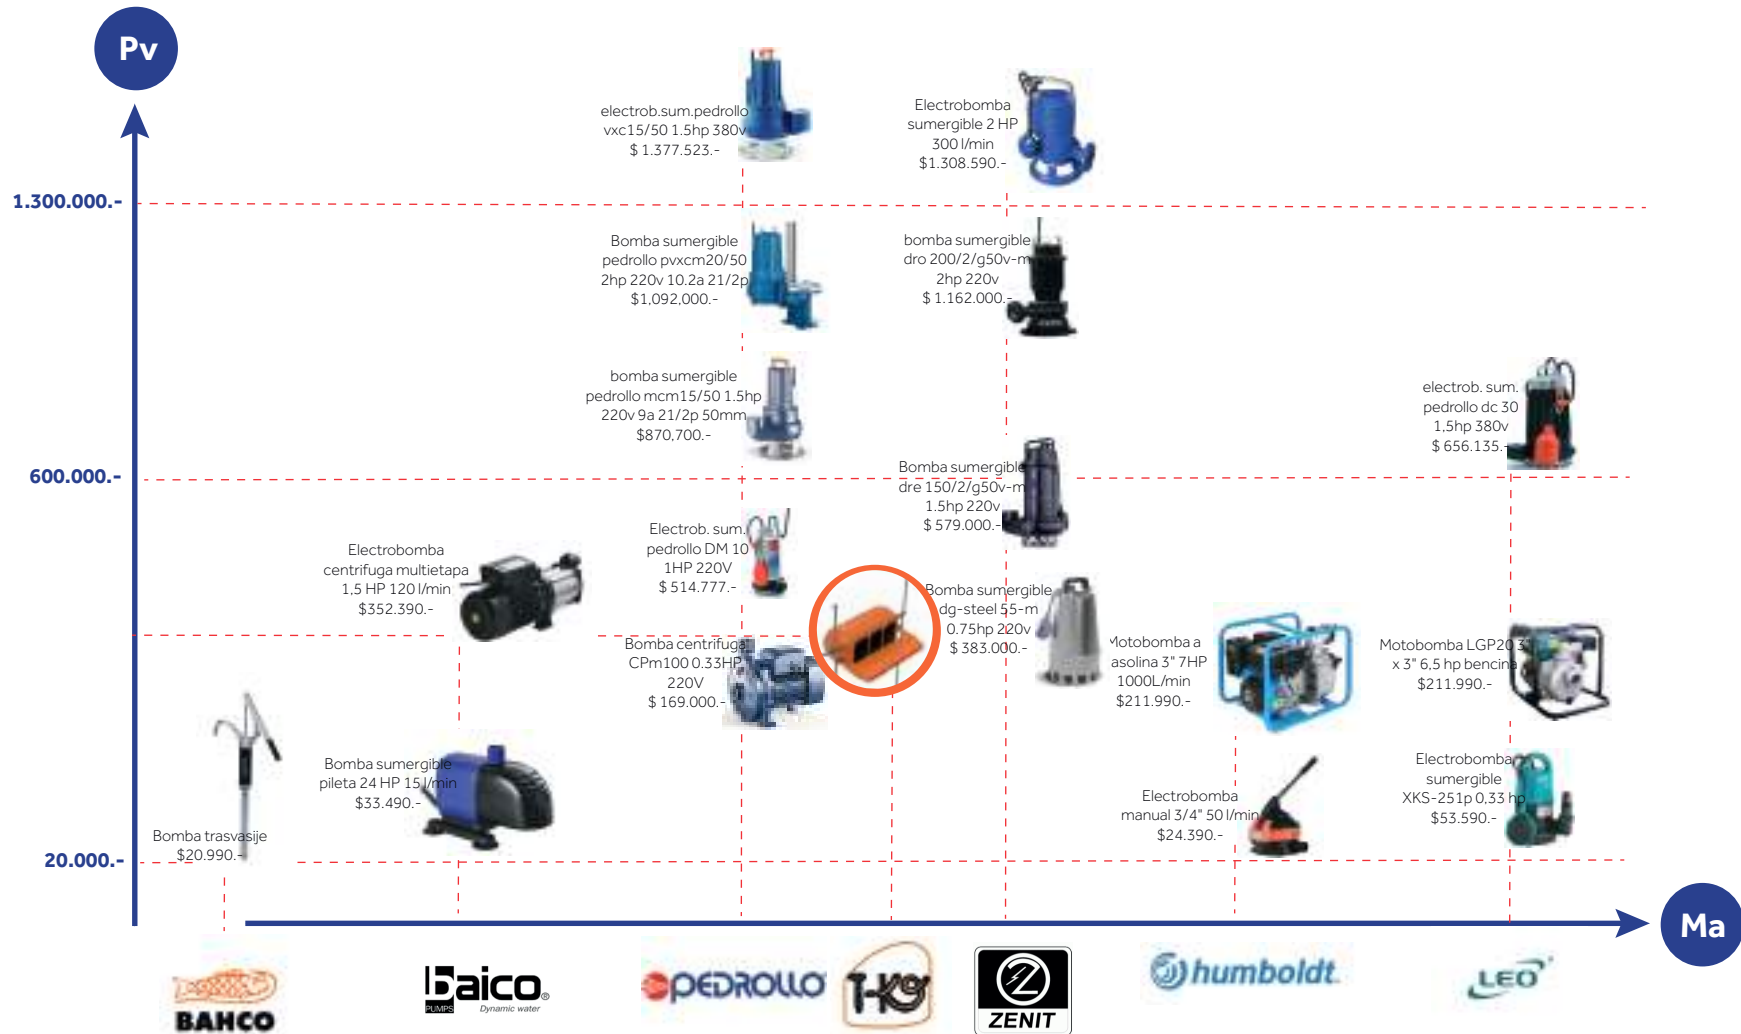 Pv
electrob.sum.pedrollo
vxc15/50 1.5hp 380v
$ 1.377.523.-
Electrobomba
sumergible 2 HP
300 l/min
$1.308.590.-
1.300.000.-
Bomba sumergible
pedrollo pvxcm20/50
2hp 220v 10.2a 21/2p
$1,092,000.-
bomba sumergible
dro 200/2/g50v-m
2hp 220v
$ 1.162.000.-
bomba sumergible
pedrollo mcm15/50 1.5hp
220v 9a 21/2p 50mm
$870,700.-
electrob. sum.
pedrollo dc 30
1,5hp 380v
$ 656.135.-
600.000.-
Bomba sumergible
dre 150/2/g50v-m
1.5hp 220v
$ 579.000.-
Electrob. sum.
pedrollo DM 10
1HP 220V
$ 514.777.-
Electrobomba
centrifuga multietapa
1,5 HP 120 l/min
$352.390.-
Bomba sumergible
dg-steel 55-m
0.75hp 220v
$ 383.000.-
Bomba centrifuga
CPm100 0.33HP
220V
$ 169.000.-
Motobomba a
asolina 3" 7HP
1000L/min
$211.990.-
Motobomba LGP20 3"
x 3" 6,5 hp bencina
$211.990.-
Bomba sumergible
pileta 24 HP 15 l/min
$33.490.-
Electrobomba
manual 3/4" 50 l/min
$24.390.-
Electrobomba
sumergible
XKS-251p 0,33 hp
$53.590.-
Bomba trasvasije
$20.990.-
20.000.-
Ma
BAHCO
baico®
PUMPS Dynamic water
PEDROLLO
T-KO
ZENIT
humboldt.
LEO